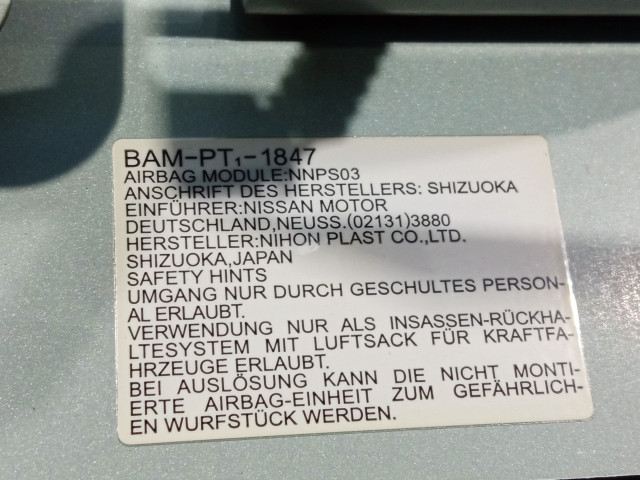 BAM-PT₁-1847
AIRBAG MODULE:NNPS03
ANSCHRIFT DES HERSTELLERS: SHIZUOKA
EINFÜHRER:NISSAN MOTOR
DEUTSCHLAND,NEUSS.(02131)3880
HERSTELLER:NIHON PLAST CO.,LTD.
SHIZUOKA,JAPAN
SAFETY HINTS
UMGANG NUR DURCH GESCHULTES PERSON-
AL ERLAUBT.
VERWENDUNG NUR ALS INSASSEN-RÜCKHA-
LTESYSTEM MIT LUFTSACK FÜR KRAFTFA-
HRZEUGE ERLAUBT.
BEI AUSLÖSUNG KANN DIE NICHT MONTI-
ERTE AIRBAG-EINHEIT ZUM GEFÄHRLICH-
EN WURFSTÜCK WERDEN.